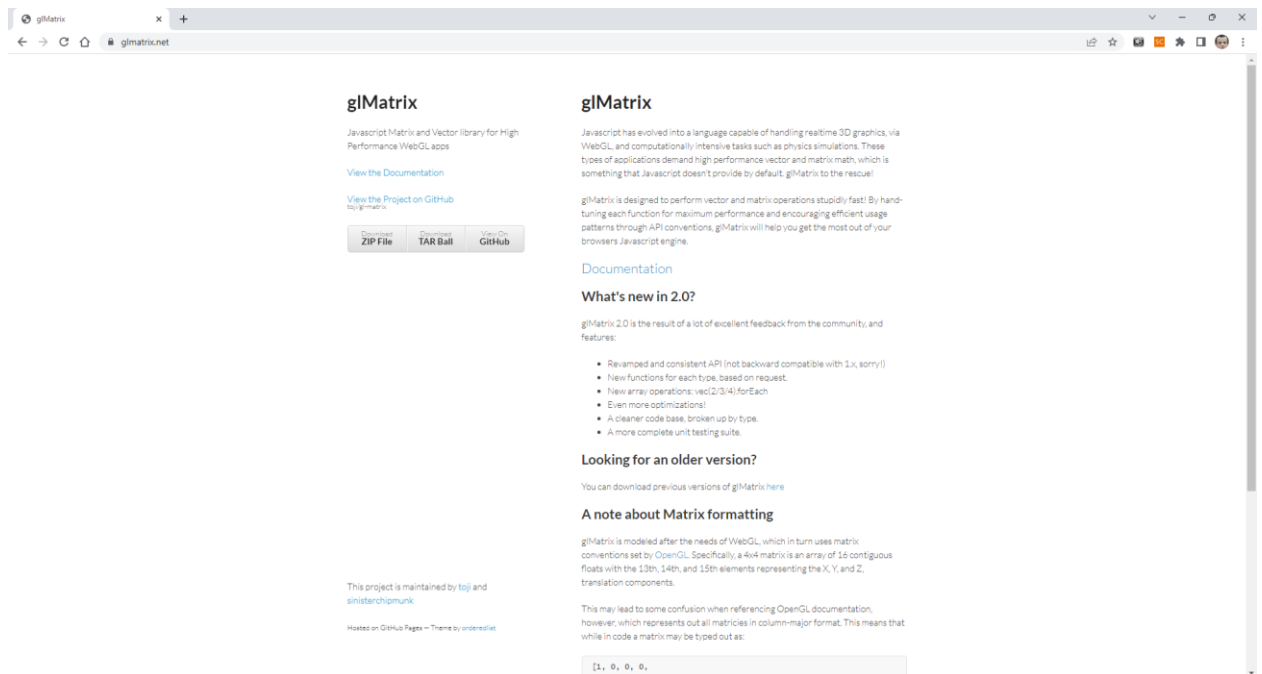 glMatrix
glmatrix.net
glMatrix
Javascript Matrix and Vector library for High
Performance WebGL apps
View the Documentation
View the Project on GitHub
toji/gl-matrix
Download
ZIP File
Download
TAR Ball
View On
GitHub
This project is maintained by toji and
sinisterchipmunk
Hosted on GitHub Pages — Theme by orderedlist
glMatrix
Javascript has evolved into a language capable of handling realtime 3D graphics, via
WebGL, and computationally intensive tasks such as physics simulations. These
types of applications demand high performance vector and matrix math, which is
something that Javascript doesn't provide by default. glMatrix to the rescue!
glMatrix is designed to perform vector and matrix operations stupidly fast! By hand-
tuning each function for maximum performance and encouraging efficient usage
patterns through API conventions, glMatrix will help you get the most out of your
browsers Javascript engine.
Documentation
What's new in 2.0?
glMatrix 2.0 is the result of a lot of excellent feedback from the community, and
features:
• Revamped and consistent API (not backward compatible with 1.x, sorry!)
• New functions for each type, based on request.
• New array operations: vec(2/3/4).forEach
• Even more optimizations!
• A cleaner code base, broken up by type.
• A more complete unit testing suite.
Looking for an older version?
You can download previous versions of glMatrix here
A note about Matrix formatting
glMatrix is modeled after the needs of WebGL, which in turn uses matrix
conventions set by OpenGL. Specifically, a 4x4 matrix is an array of 16 contiguous
floats with the 13th, 14th, and 15th elements representing the X, Y, and Z,
translation components.
This may lead to some confusion when referencing OpenGL documentation,
however, which represents out all matricies in column-major format. This means that
while in code a matrix may be typed out as:
[1, 0, 0, 0,